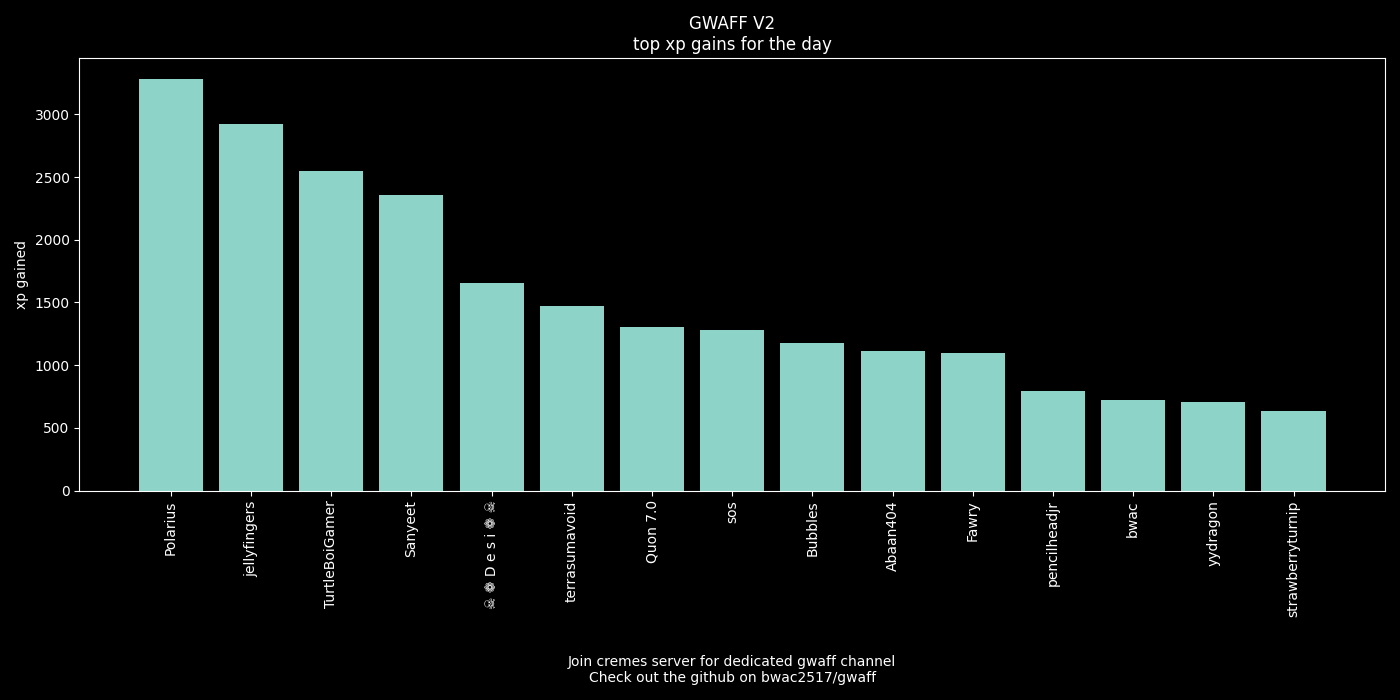 GWAFF V2
top xp gains for the day
xp gained
3000
2500
2000
1500
1000
500
0
Polarius
jellyfingers
TurtleBoiGamer
Sanyeet
☠ ❁ D e s i ❁ ☠
terrasumavoid
Quon 7.0
sos
Bubbles
Abaan404
Fawry
pencilheadjr
bwac
yydragon
strawberryturnip
Join cremes server for dedicated gwaff channel
Check out the github on bwac2517/gwaff